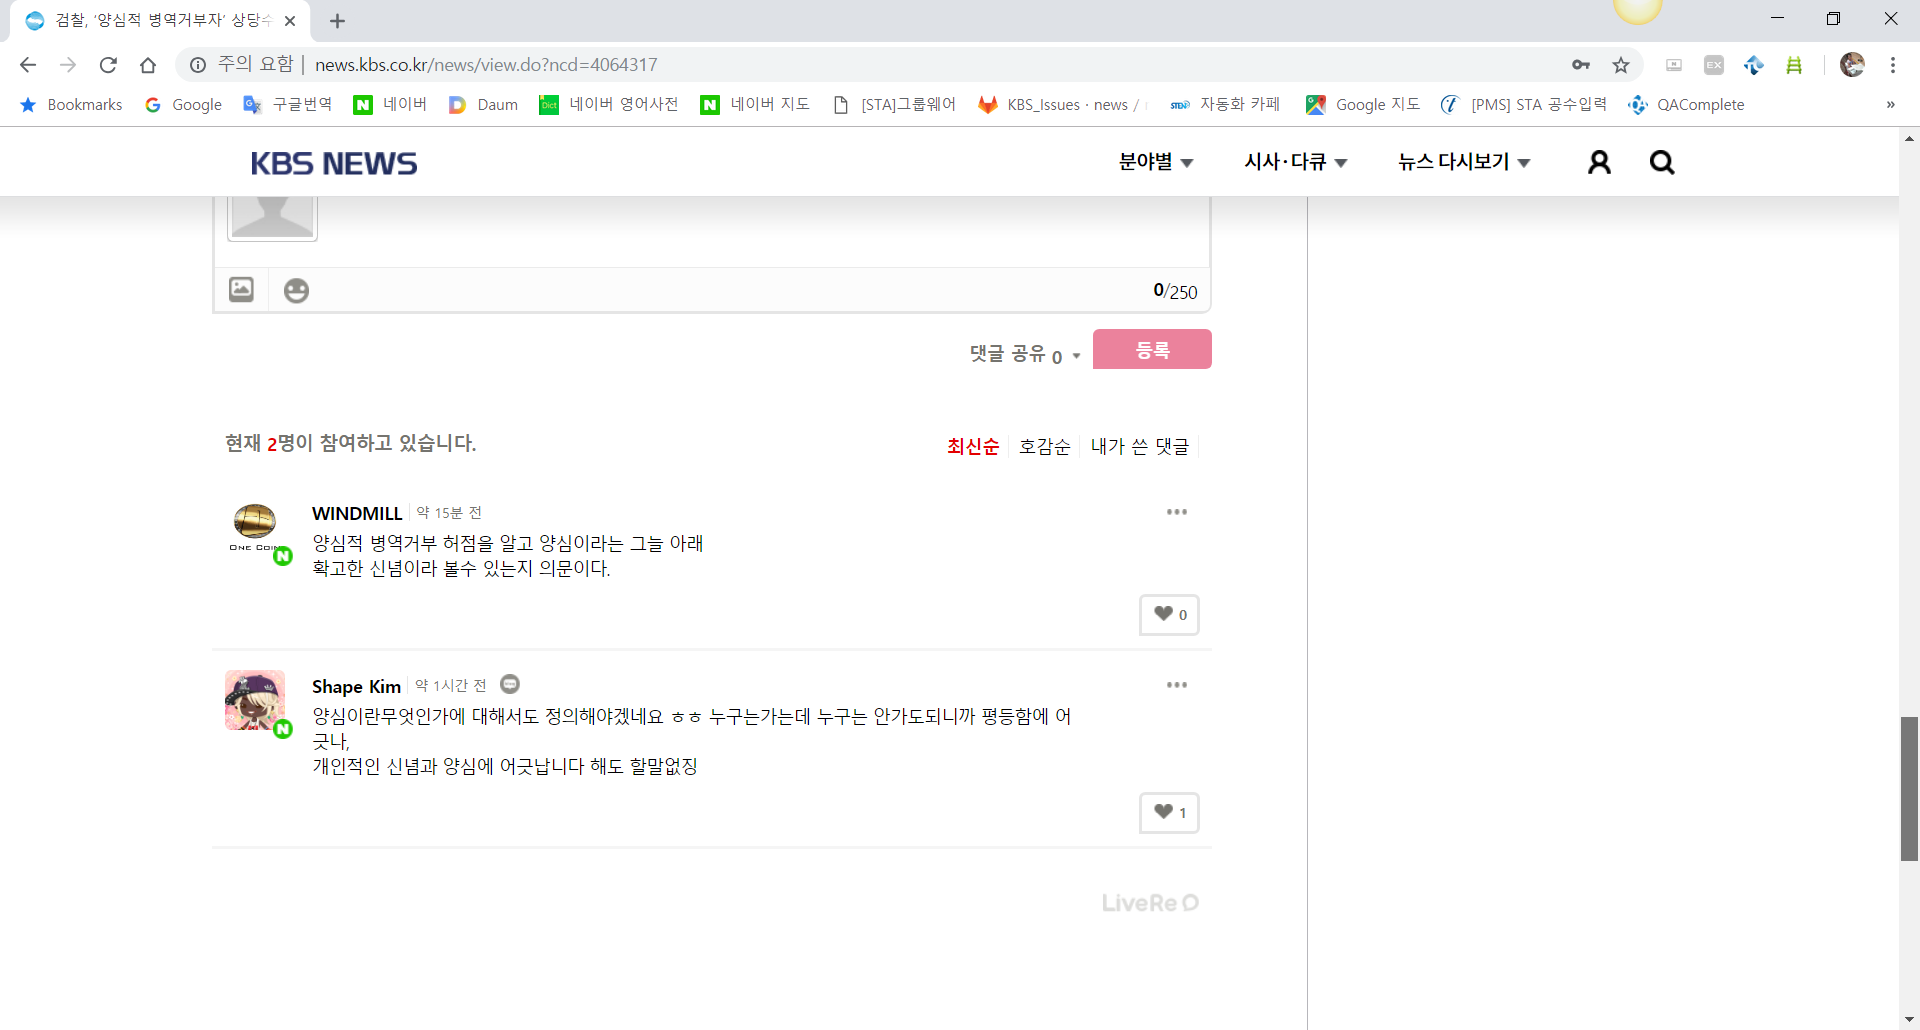 검찰, ‘양심적 병역거부자’ 상당수
주의 요함 | news.kbs.co.kr/news/view.do?ncd=4064317
EX
Bookmarks Google 구글번역 네이버 Daum 네이버 영어사전 네이버 지도 [STA]그룹웨어 KBS_Issues · news / 자동화 카페 Google 지도 [PMS] STA 공수입력 QAComplete »
KBS NEWS 분야별 시사·다큐 뉴스 다시보기
0/250
댓글 공유 0 등록
현재 2명이 참여하고 있습니다. 최신순 호감순 내가 쓴 댓글
WINDMILL 약 15분 전
ONE COIN
양심적 병역거부 허점을 알고 양심이라는 그늘 아래
확고한 신념이라 볼수 있는지 의문이다.
0
Shape Kim 약 1시간 전
양심이란무엇인가에 대해서도 정의해야겠네요 ㅎㅎ 누구는가는데 누구는 안가도되니까 평등함에 어
긋나,
개인적인 신념과 양심에 어긋납니다 해도 할말없징
1
LiveRe